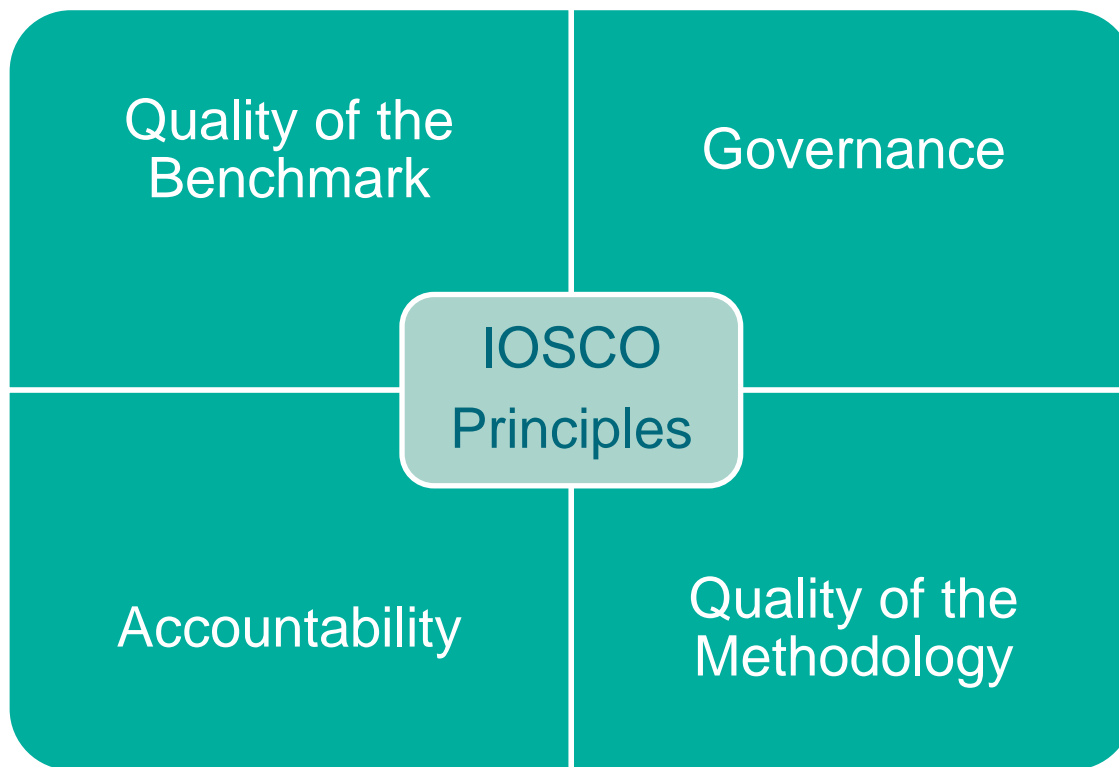 Quality of the
Benchmark
Governance
IOSCO
Principles
Accountability
Quality of the
Methodology